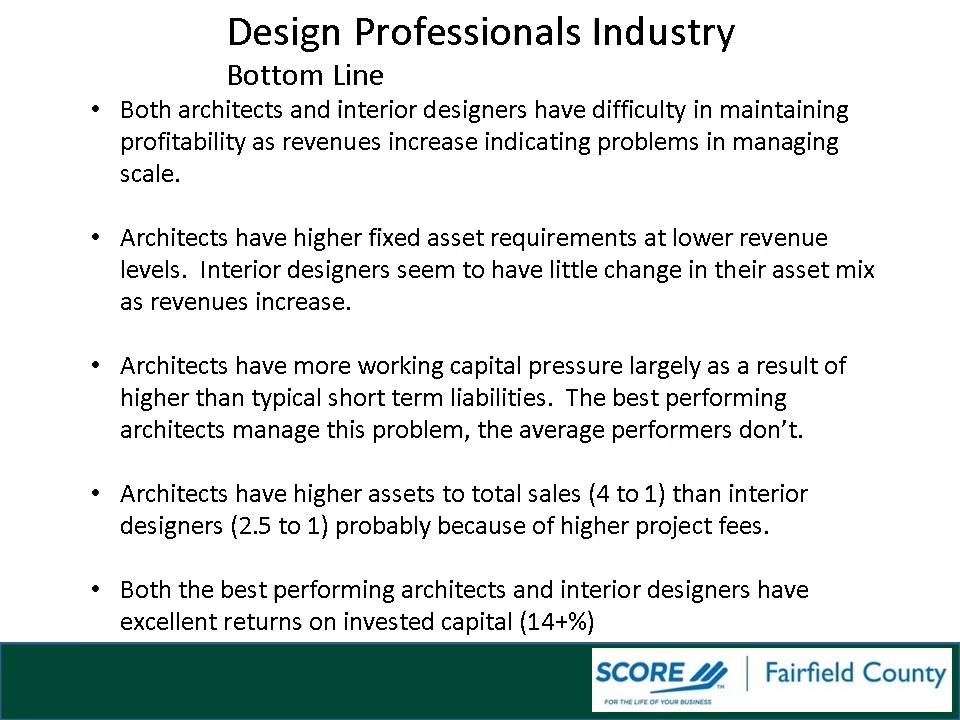 Design Professionals Industry
Bottom Line
• Both architects and interior designers have difficulty in maintaining
profitability as revenues increase indicating problems in managing
scale.
• Architects have higher fixed asset requirements at lower revenue
levels.  Interior designers seem to have little change in their asset mix
as revenues increase.
• Architects have more working capital pressure largely as a result of
higher than typical short term liabilities.  The best performing
architects manage this problem, the average performers don’t.
• Architects have higher assets to total sales (4 to 1) than interior
designers (2.5 to 1) probably because of higher project fees.
• Both the best performing architects and interior designers have
excellent returns on invested capital (14+%)
SCORE TM | Fairfield County
FOR THE LIFE OF YOUR BUSINESS